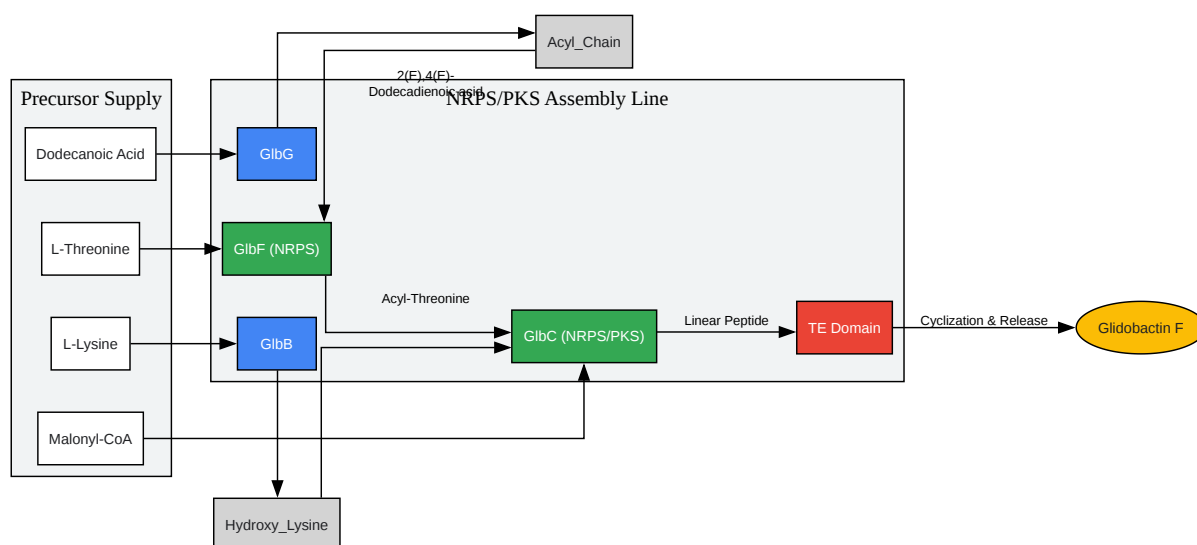 Acyl_Chain
2(E),4(E)-
Dodecadienoic acid
Precursor Supply
NRPS/PKS Assembly Line
Dodecanoic Acid
GlbG
L-Threonine
GlbF (NRPS)
Acyl-Threonine
L-Lysine
GlbB
GlbC (NRPS/PKS)
Linear Peptide
TE Domain
Cyclization & Release
Glidobactin F
Malonyl-CoA
Hydroxy_Lysine